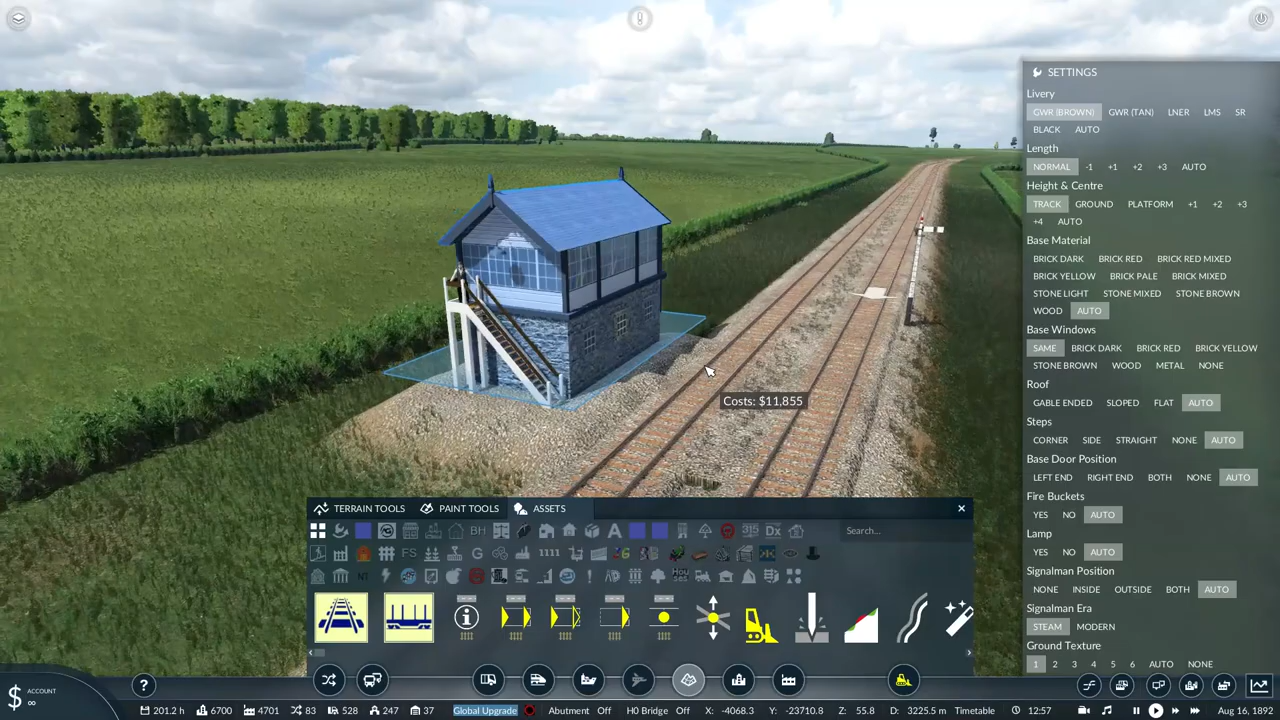 SETTINGS
Livery
GWR (BROWN) GWR (TAN) LNER LMS SR
BLACK AUTO
Length
NORMAL -1 +1 +2 +3 AUTO
Height & Centre
TRACK GROUND PLATFORM +1 +2 +3
+4 AUTO
Base Material
BRICK DARK BRICK RED BRICK RED MIXED
BRICK YELLOW BRICK PALE BRICK MIXED
STONE LIGHT STONE MIXED STONE BROWN
WOOD AUTO
Base Windows
SAME BRICK DARK BRICK RED BRICK YELLOW
STONE BROWN WOOD METAL NONE
Roof
GABLE ENDED SLOPED FLAT AUTO
Steps
CORNER SIDE STRAIGHT NONE AUTO
Base Door Position
LEFT END RIGHT END BOTH NONE AUTO
Fire Buckets
YES NO AUTO
Lamp
YES NO AUTO
Signalman Position
NONE INSIDE OUTSIDE BOTH AUTO
Signalman Era
STEAM MODERN
Ground Texture
1 2 3 4 5 6 AUTO NONE
Costs: $11,855
TERRAIN TOOLS PAINT TOOLS ASSETS
BH A 315 Dx Search...
FS G
NT
$ ACCOUNT
∞
?
201.2 h 6700 4701 83 528 247 37 Global Upgrade Abutment Off H0 Bridge Off X: -4068.3 Y: -23710.8 Z: 55.8 D: 3225.5m Timetable 12:57 Aug 16, 1892